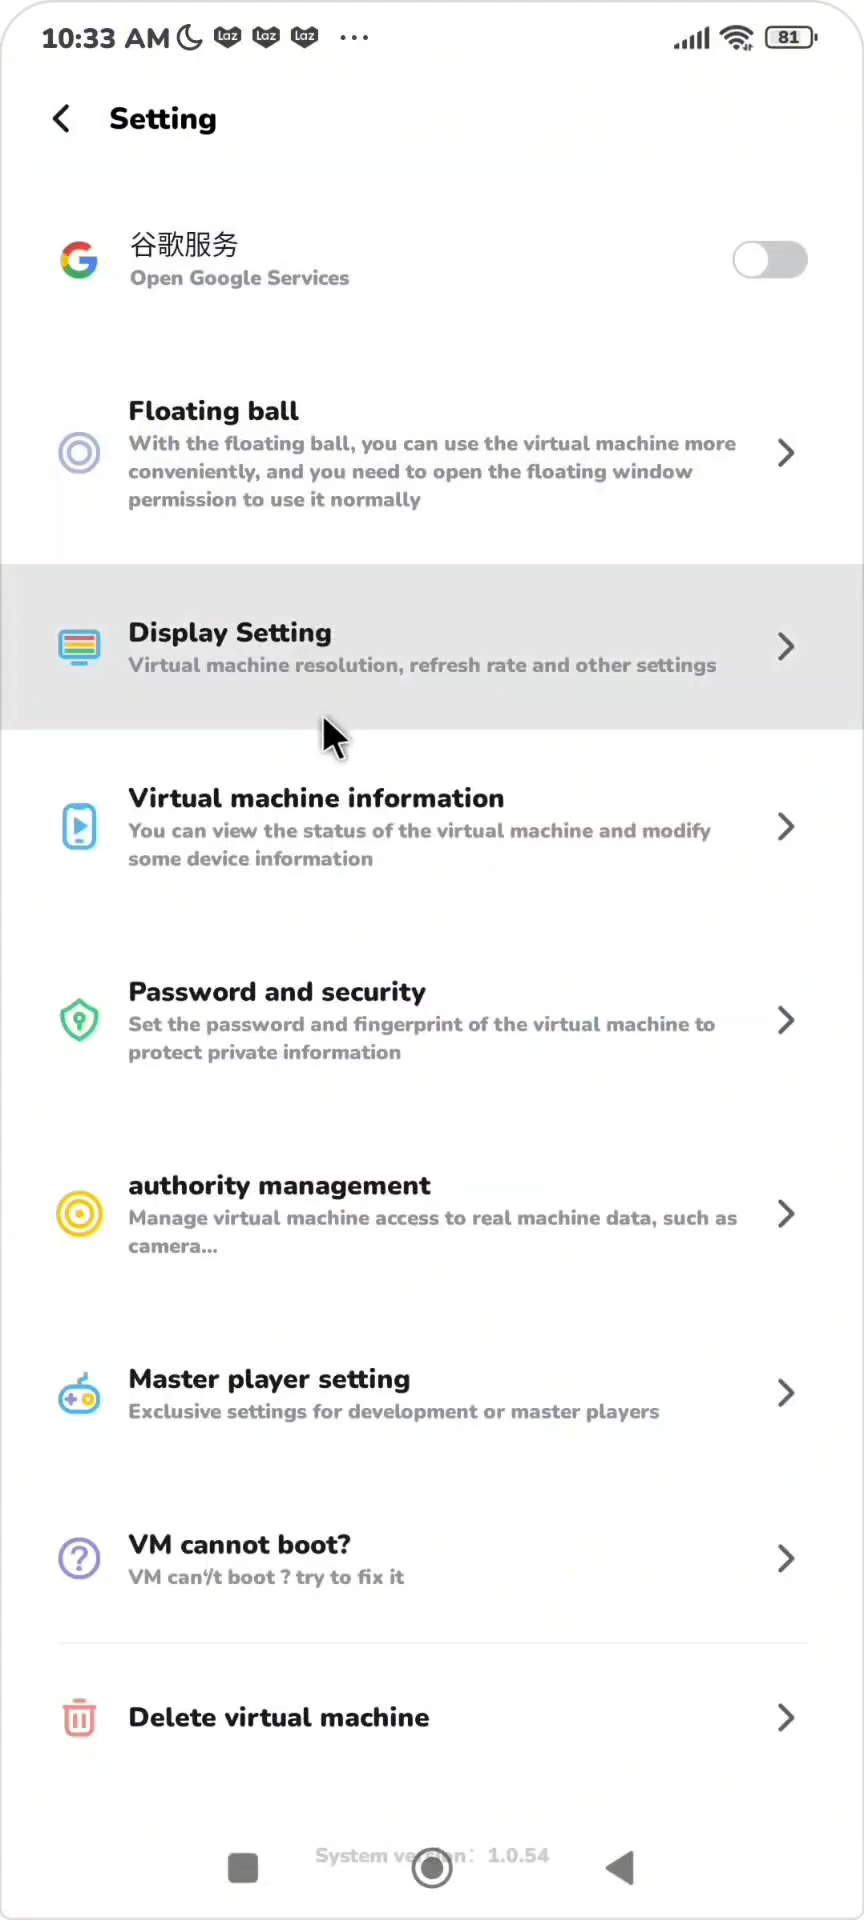 10:33 AM Laz Laz Laz ... 81
Setting
谷歌服务
Open Google Services
Floating ball
With the floating ball, you can use the virtual machine more
conveniently, and you need to open the floating window
permission to use it normally
Display Setting
Virtual machine resolution, refresh rate and other settings
Virtual machine information
You can view the status of the virtual machine and modify
some device information
Password and security
Set the password and fingerprint of the virtual machine to
protect private information
authority management
Manage virtual machine access to real machine data, such as
camera...
Master player setting
Exclusive settings for development or master players
VM cannot boot?
VM can'/t boot ? try to fix it
Delete virtual machine
System version： 1.0.54